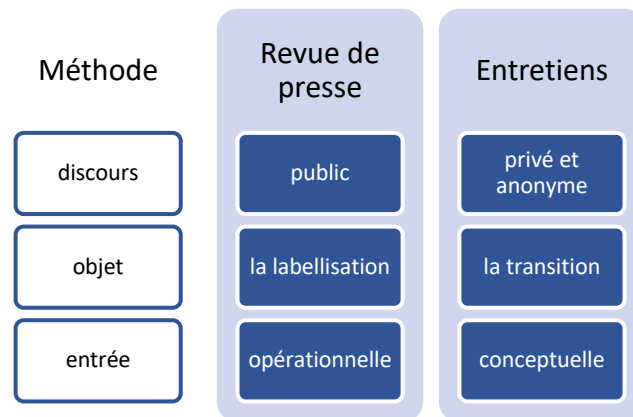 Méthode
Revue de
presse
Entretiens
discours
public
privé et
anonyme
objet
la labellisation
la transition
entrée
opérationnelle
conceptuelle